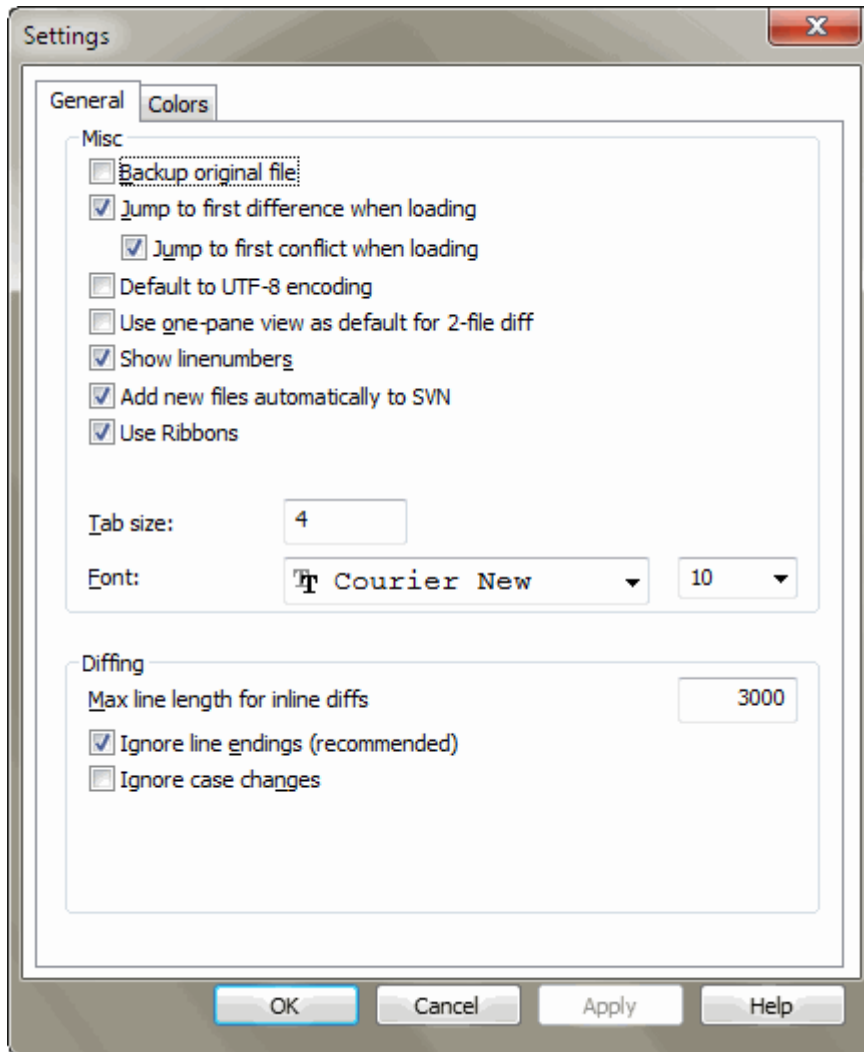 Settings
General Colors
Misc
Backup original file
Jump to first difference when loading
Jump to first conflict when loading
Default to UTF-8 encoding
Use one-pane view as default for 2-file diff
Show linenumbers
Add new files automatically to SVN
Use Ribbons
Tab size: 4
Font: Courier New 10
Diffing
Max line length for inline diffs 3000
Ignore line endings (recommended)
Ignore case changes
OK Cancel Apply Help